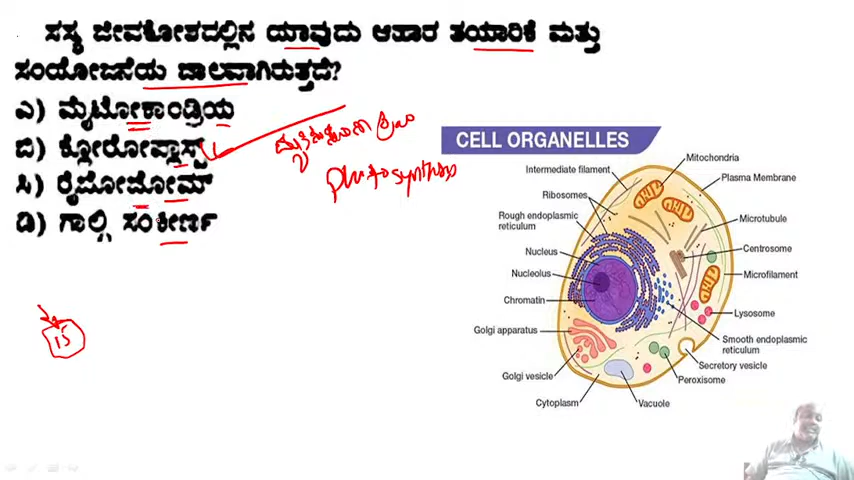 ಸಸ್ಯ ಜೀವಕೋಶದಲ್ಲಿನ ಯಾವುದು ಆಹಾರ ತಯಾರಿಕೆ ಮತ್ತು
ಸಂಯೋಜನೆಯ ಜಾಲವಾಗಿರುತ್ತದೆ?
ಎ) ಮೈಟೋಕಾಂಡ್ರಿಯ
ಬಿ) ಕ್ಲೋರೋಪ್ಲಾಸ್ಟ್
ಸಿ) ರೈಬೋಜೋಮ್
ಡಿ) ಗಾಲ್ಗಿ ಸಂಕೀರ್ಣ
photosynthesis
15
CELL ORGANELLES
Intermediate filament
Ribosomes
Rough endoplasmic
reticulum
Nucleus
Nucleolus
Chromatin
Golgi apparatus
Golgi vesicle
Cytoplasm
Mitochondria
Plasma Membrane
Microtubule
Centrosome
Microfilament
Lysosome
Smooth endoplasmic
reticulum
Secretory vesicle
Peroxisome
Vacuole